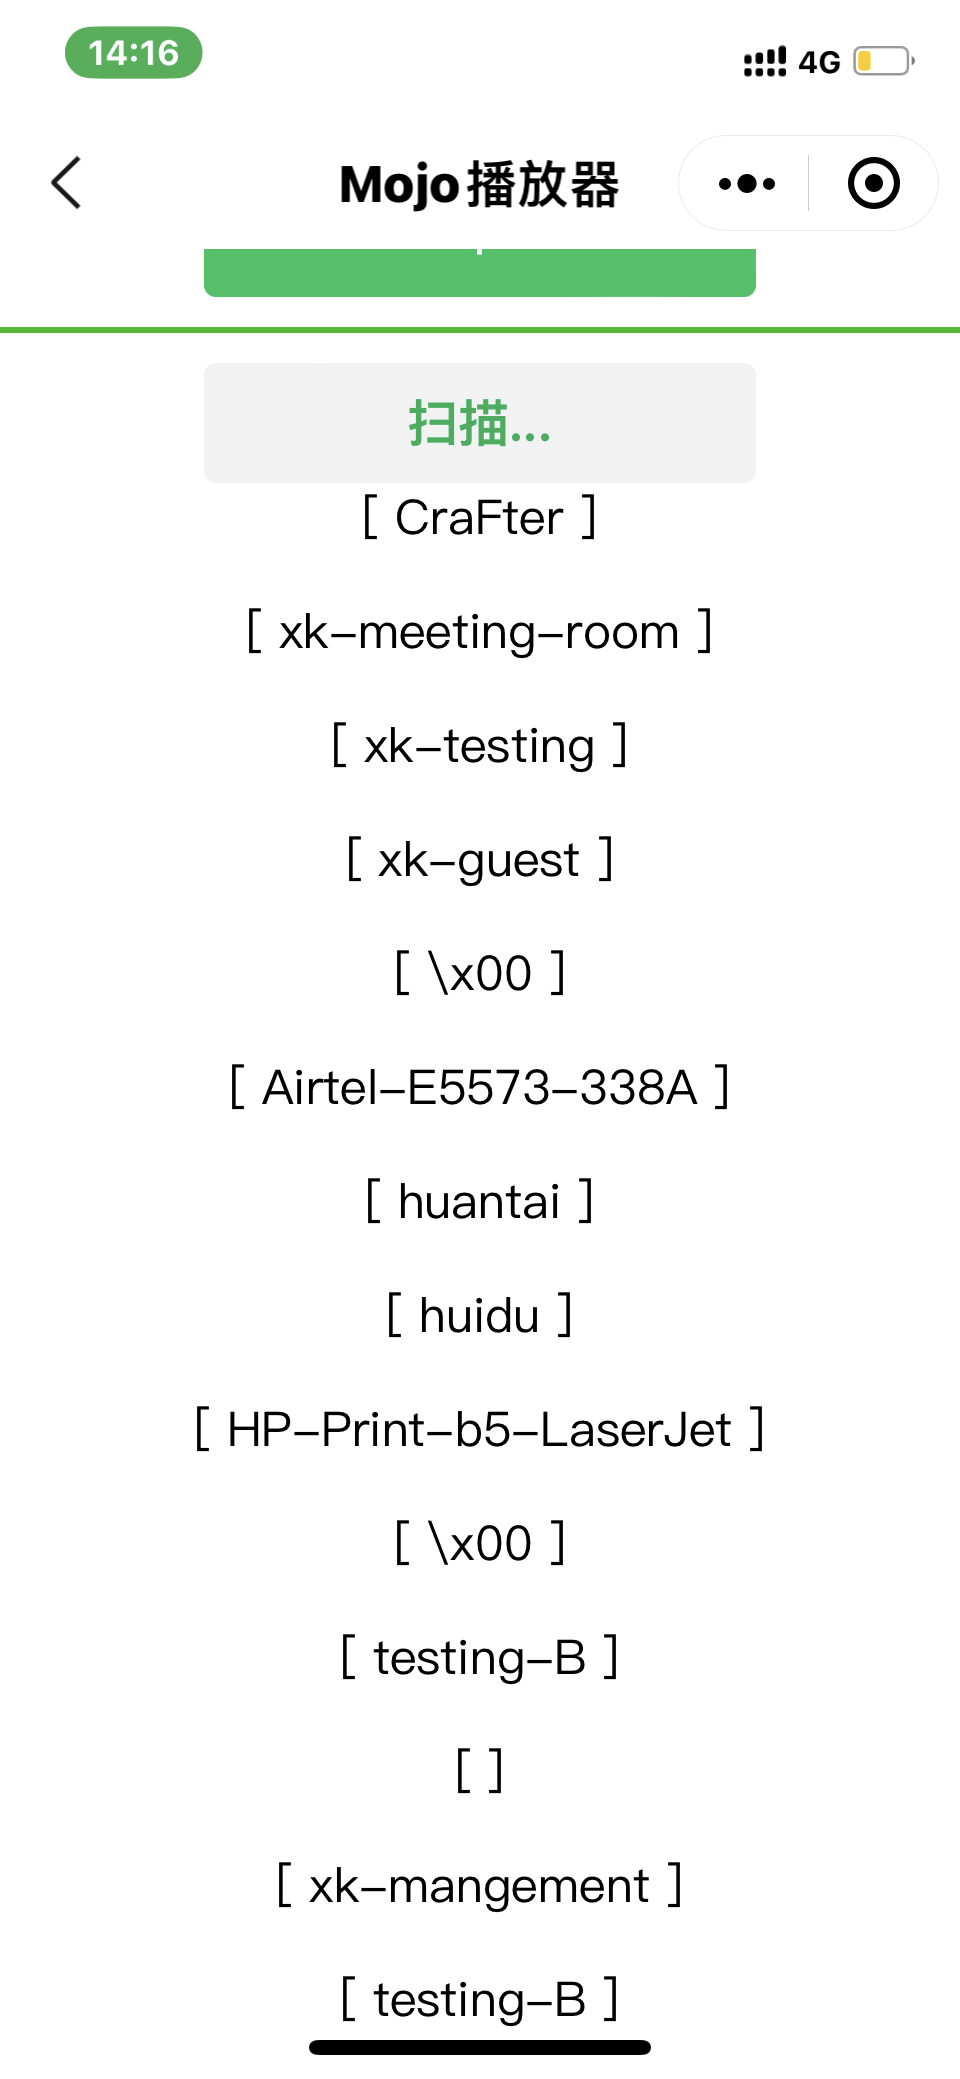 14:16
4G
Mojo播放器
扫描...
[ CraFter ]
[ xk-meeting-room ]
[ xk-testing ]
[ xk-guest ]
[ \x00 ]
[ Airtel-E5573-338A ]
[ huantai ]
[ huidu ]
[ HP-Print-b5-LaserJet ]
[ \x00 ]
[ testing-B ]
[ ]
[ xk-mangement ]
[ testing-B ]